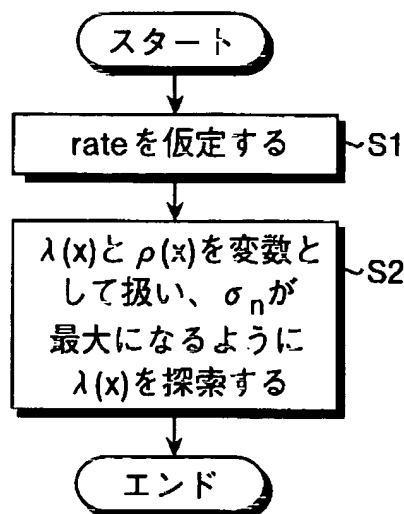 スタート
rateを仮定する
~S1
λ(x)とρ(x)を変数と
して扱い、σnが
最大になるように
λ(x)を探索する
~S2
エンド